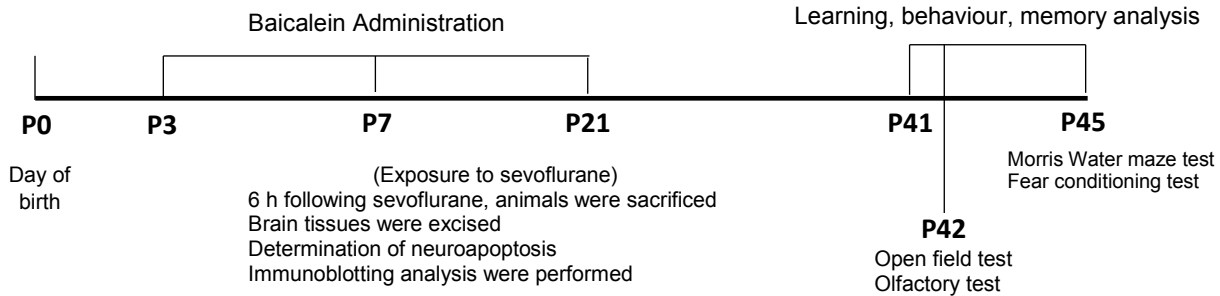 Baicalein Administration
Learning, behaviour, memory analysis
P0
P3
P7
P21
P41
P45
Day of
birth
(Exposure to sevoflurane)
6 h following sevoflurane, animals were sacrificed
Brain tissues were excised
Determination of neuroapoptosis
Immunoblotting analysis were performed
Morris Water maze test
Fear conditioning test
P42
Open field test
Olfactory test